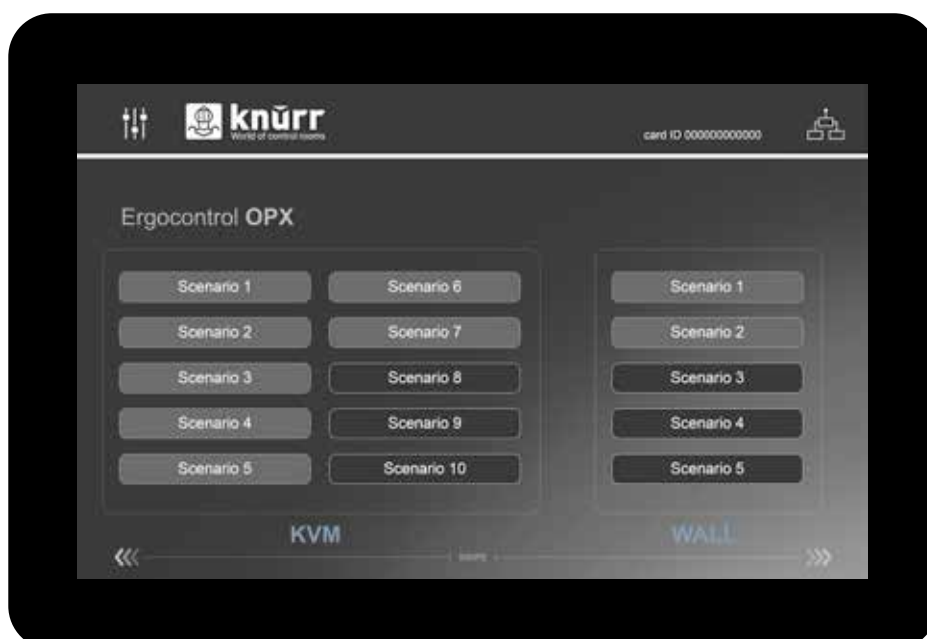 knürr
World of control rooms
card ID 000000000000
Ergocontrol OPX
Scenario 1
Scenario 2
Scenario 3
Scenario 4
Scenario 5
Scenario 6
Scenario 7
Scenario 8
Scenario 9
Scenario 10
KVM
Scenario 1
Scenario 2
Scenario 3
Scenario 4
Scenario 5
WALL